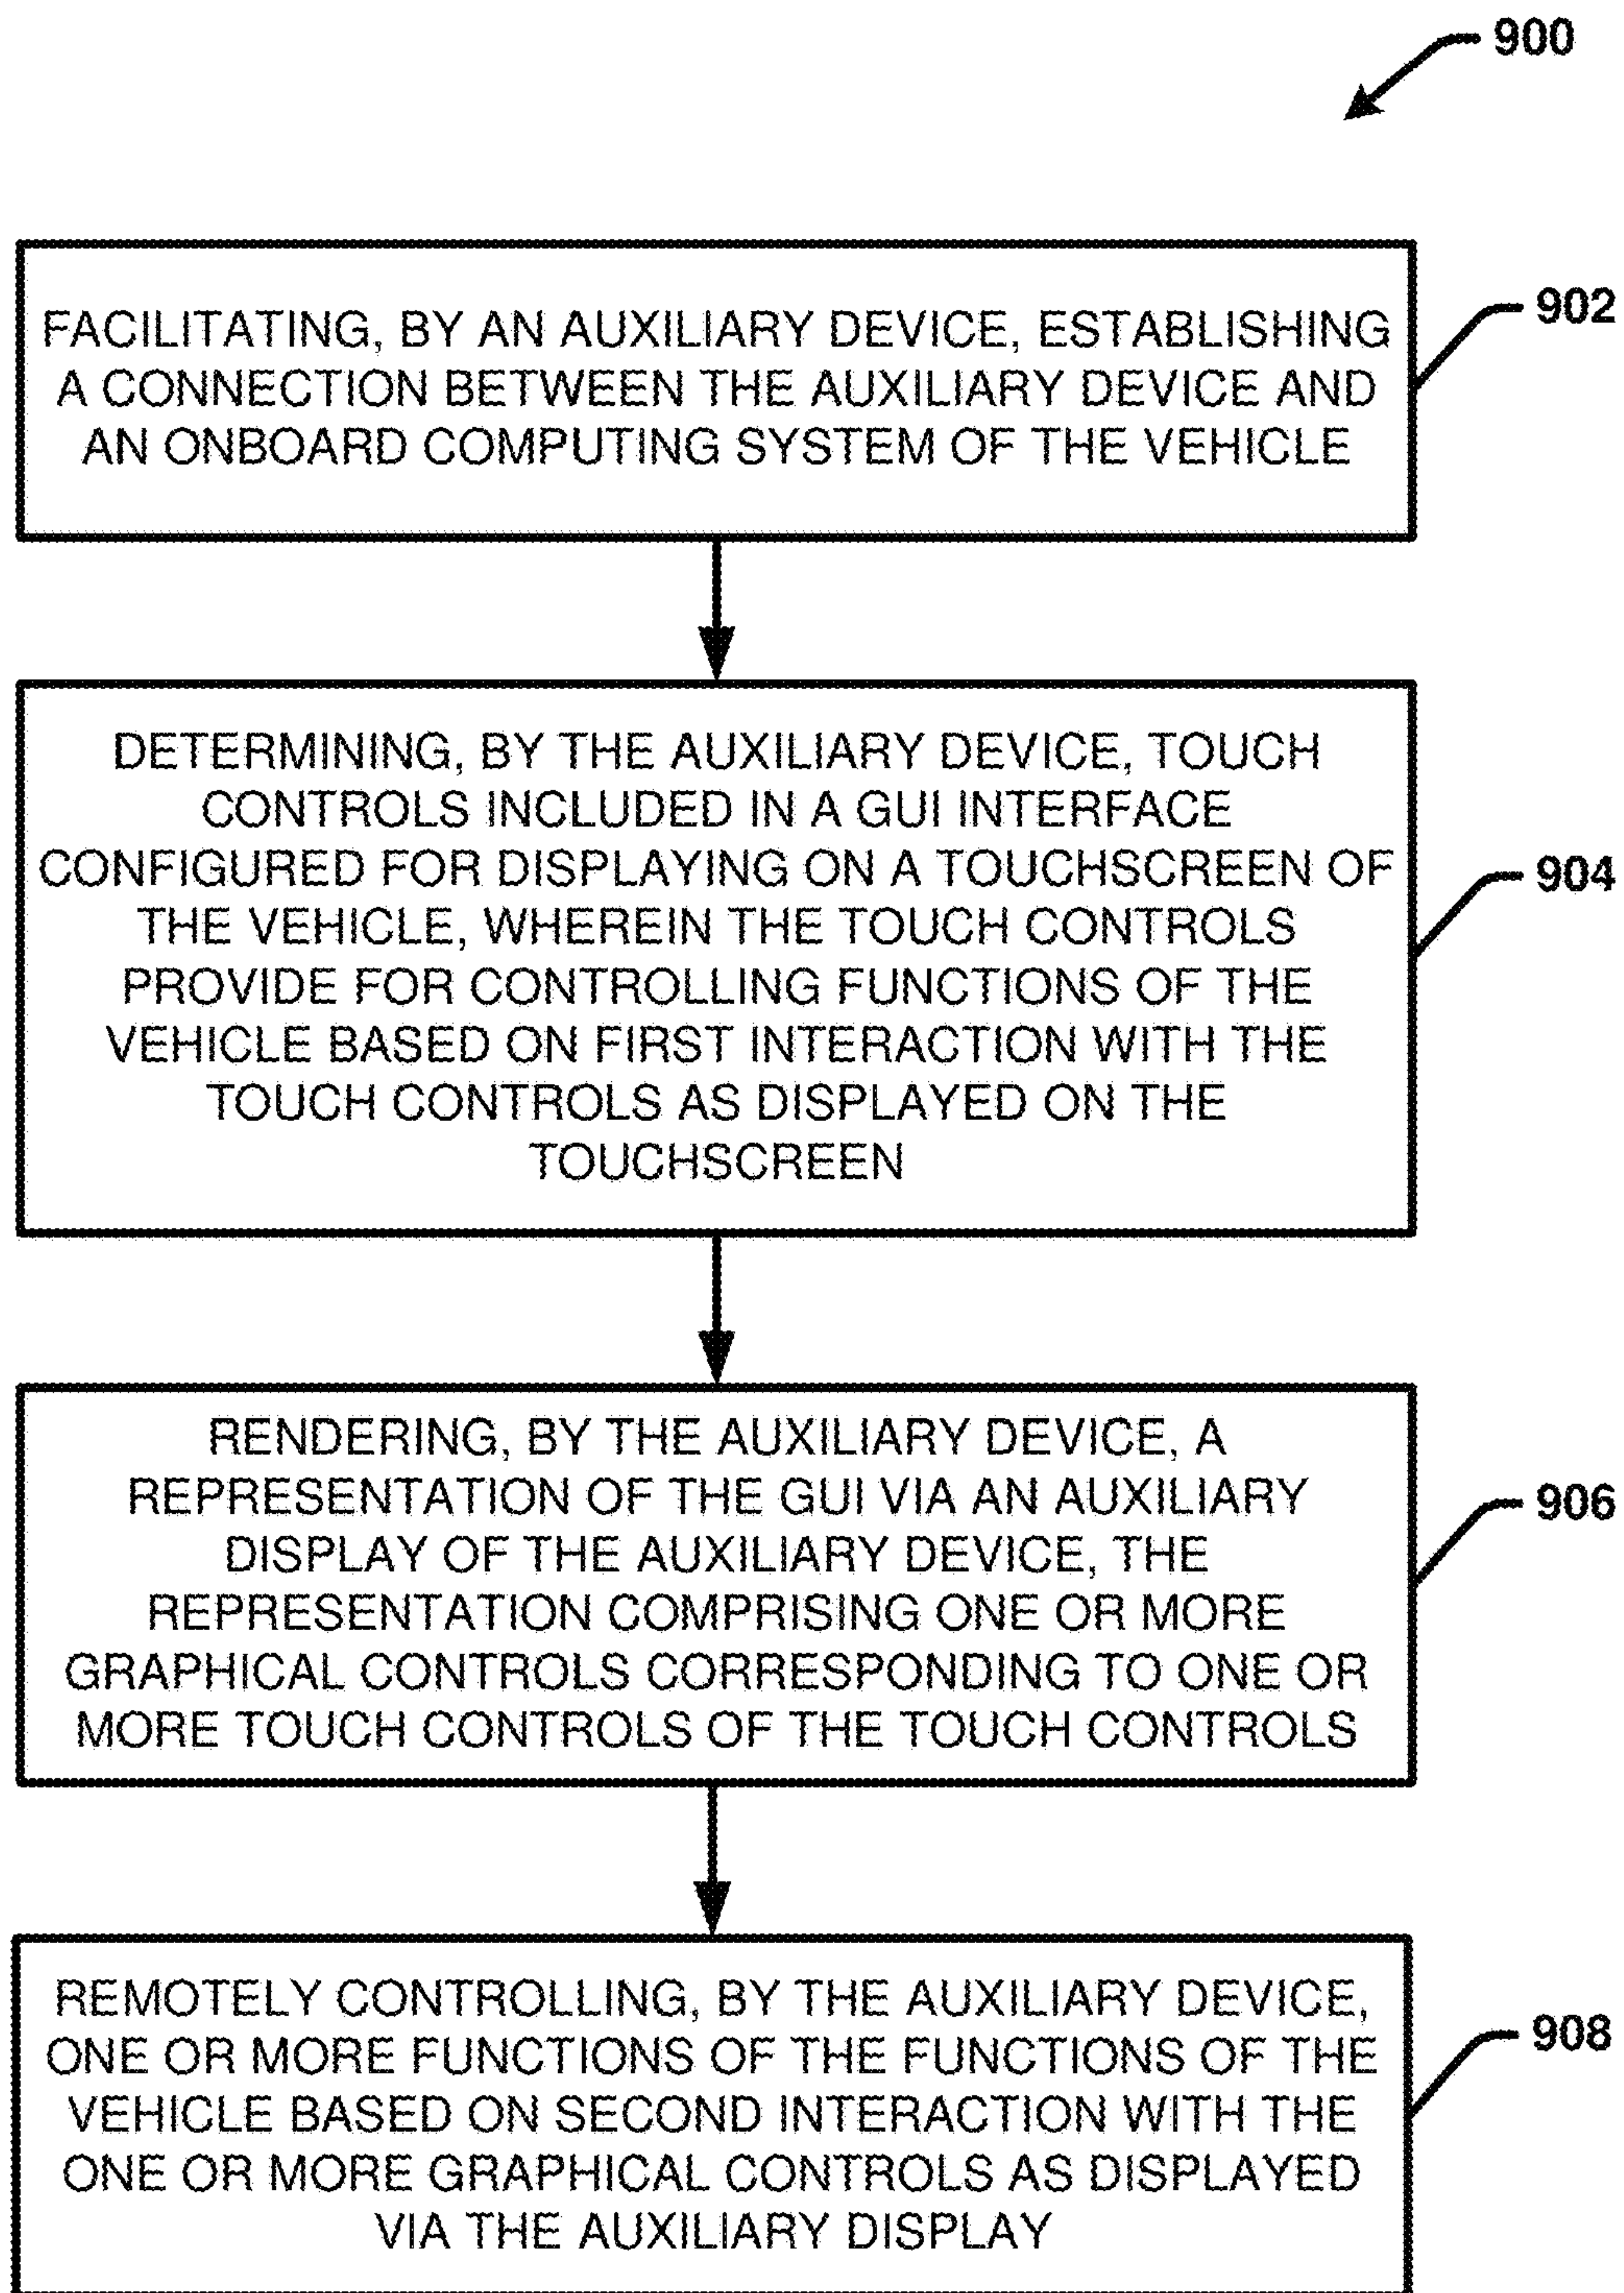 900
FACILITATING, BY AN AUXILIARY DEVICE, ESTABLISHING
A CONNECTION BETWEEN THE AUXILIARY DEVICE AND
AN ONBOARD COMPUTING SYSTEM OF THE VEHICLE
902
DETERMINING, BY THE AUXILIARY DEVICE, TOUCH
CONTROLS INCLUDED IN A GUI INTERFACE
CONFIGURED FOR DISPLAYING ON A TOUCHSCREEN OF
THE VEHICLE, WHEREIN THE TOUCH CONTROLS
PROVIDE FOR CONTROLLING FUNCTIONS OF THE
VEHICLE BASED ON FIRST INTERACTION WITH THE
TOUCH CONTROLS AS DISPLAYED ON THE
TOUCHSCREEN
904
RENDERING, BY THE AUXILIARY DEVICE, A
REPRESENTATION OF THE GUI VIA AN AUXILIARY
DISPLAY OF THE AUXILIARY DEVICE, THE
REPRESENTATION COMPRISING ONE OR MORE
GRAPHICAL CONTROLS CORRESPONDING TO ONE OR
MORE TOUCH CONTROLS OF THE TOUCH CONTROLS
906
REMOTELY CONTROLLING, BY THE AUXILIARY DEVICE,
ONE OR MORE FUNCTIONS OF THE FUNCTIONS OF THE
VEHICLE BASED ON SECOND INTERACTION WITH THE
ONE OR MORE GRAPHICAL CONTROLS AS DISPLAYED
VIA THE AUXILIARY DISPLAY
908